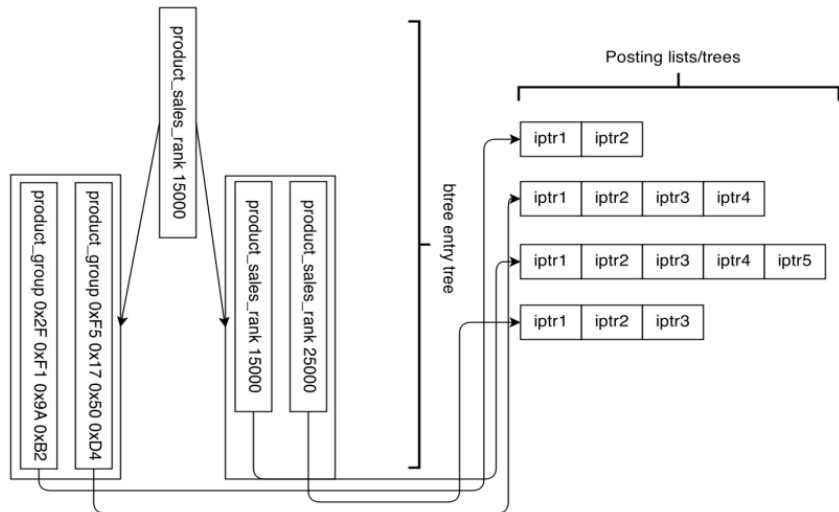 product_sales_rank 15000
product_group 0x2F 0xF1 0x9A 0xB2
product_group 0xF5 0x17 0x50 0xD4
product_sales_rank 15000
product_sales_rank 25000
btree entry tree
Posting lists/trees
iptr1 iptr2
iptr1 iptr2 iptr3 iptr4
iptr1 iptr2 iptr3 iptr4 iptr5
iptr1 iptr2 iptr3